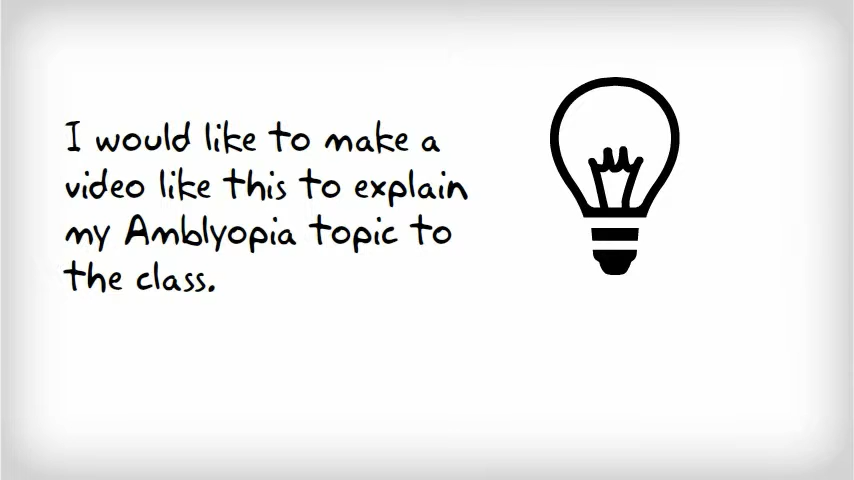 I would like to make a
video like this to explain
my Amblyopia topic to
the class.